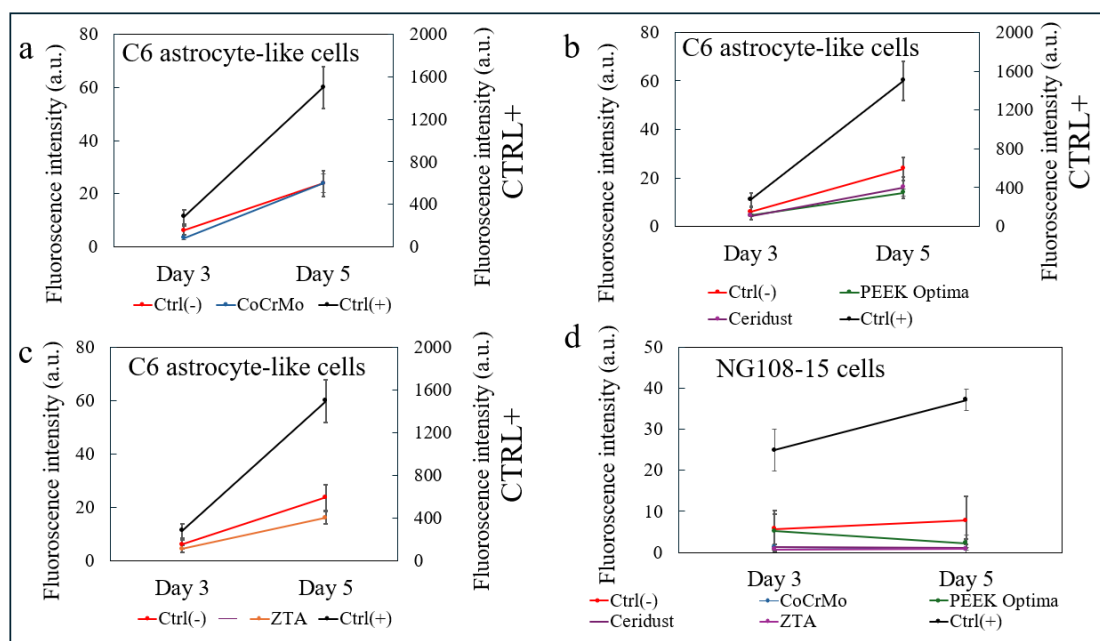 a
C6 astrocyte-like cells
Fluorescence intensity (a.u.)
80
60
40
20
0
2000
1600
1200
800
400
0
Fluoroscence intensity (a.u.)
CTRL+
Day 3
Day 5
Ctrl(-)
CoCrMo
Ctrl(+)
b
C6 astrocyte-like cells
Fluoroscence intensity (a.u.)
80
60
40
20
0
2000
1600
1200
800
400
0
Fluoroscence intensity (a.u.)
CTRL+
Day 3
Day 5
Ctrl(-)
PEEK Optima
Ceridust
Ctrl(+)
c
C6 astrocyte-like cells
Fluoroscence intensity (a.u.)
80
60
40
20
0
2000
1600
1200
800
400
0
Fluoroscence intensity (a.u.)
CTRL+
Day 3
Day 5
Ctrl(-)
ZTA
Ctrl(+)
d
NG108-15 cells
Fluoroscence intensity (a.u.)
50
40
30
20
10
0
Day 3
Day 5
Ctrl(-)
CoCrMo
PEEK Optima
Ceridust
ZTA
Ctrl(+)